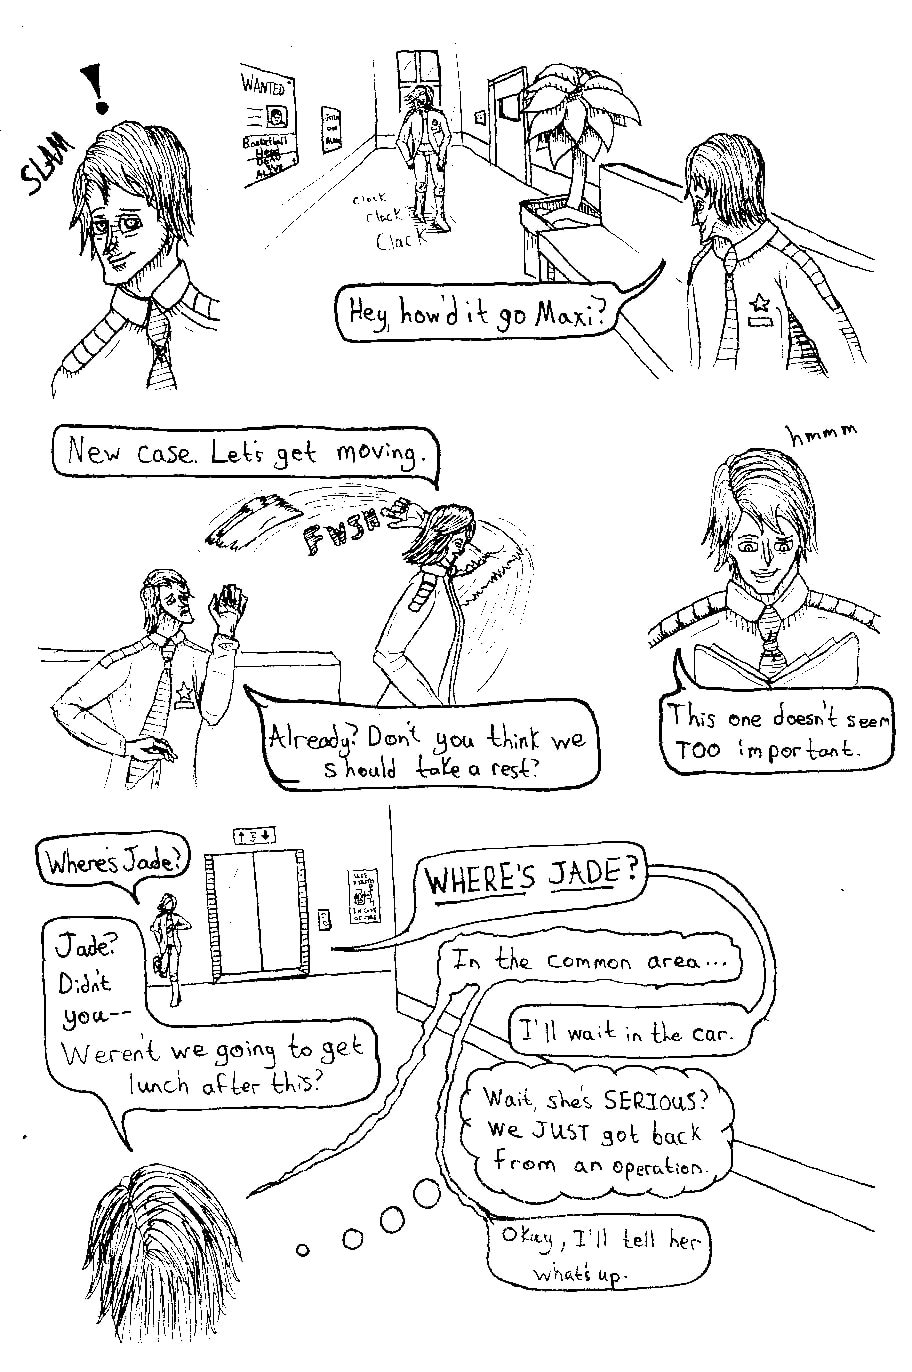 !
SLAM
WANTED
Basketball
Hero
Clack
Clack
Clack
Hey, how'd it go Maxi?
New case. Let's get moving.
FWSH
Already? Don't you think we
should take a rest?
hmmm
This one doesn't seem
TOO important.
Where's Jade?
Jade?
Didn't
you--
Weren't we going to get
lunch after this?
WHERE'S JADE?
In the common area...
I'll wait in the car.
Wait, she's SERIOUS?
We JUST got back
from an operation.
Okay, I'll tell her
what's up.